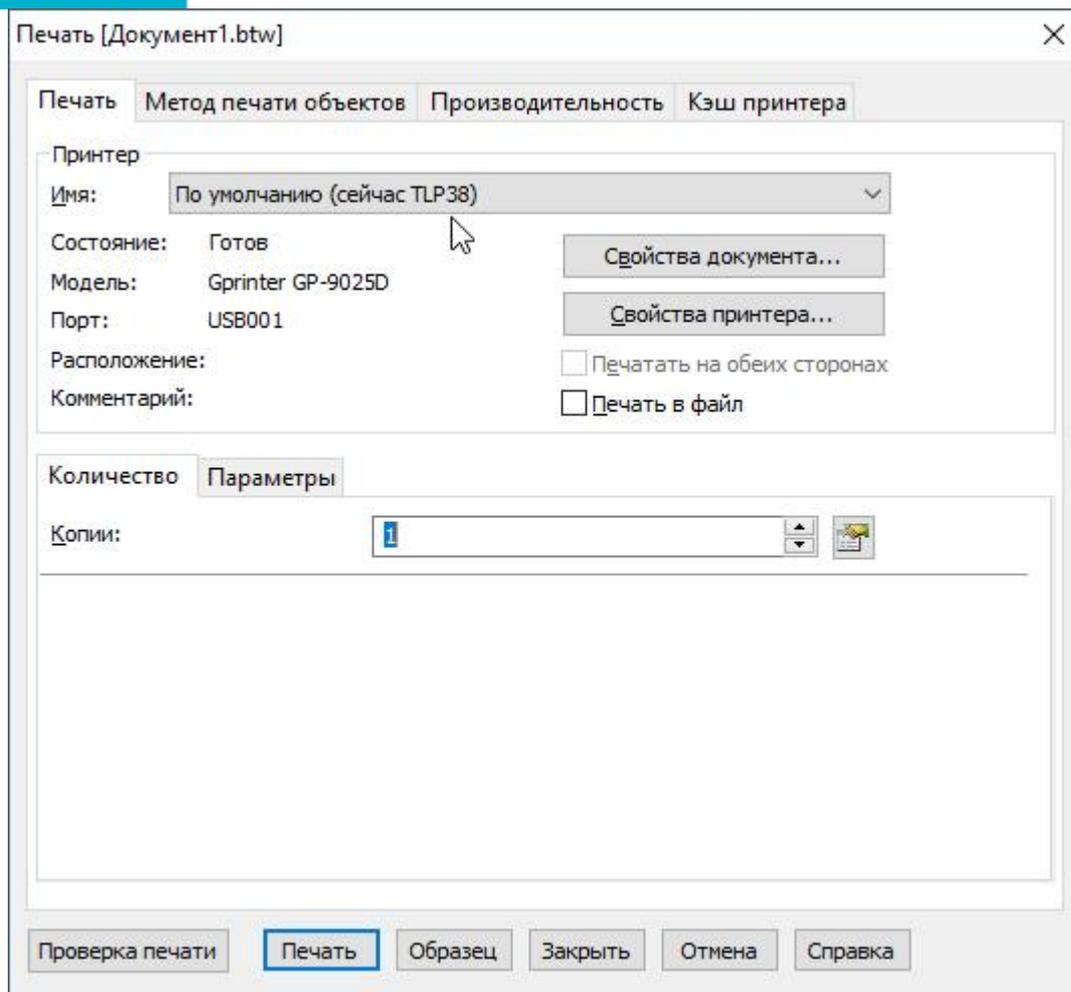 Печать [Документ1.btw]
Печать Метод печати объектов Производительность Кэш принтера
Принтер
Имя: По умолчанию (сейчас TLP38)
Состояние: Готов
Свойства документа...
Модель: Gprinter GP-9025D
Порт: USB001
Свойства принтера...
Расположение:
Печатать на обеих сторонах
Комментарий:
Печать в файл
Количество Параметры
Копии: 1
Проверка печати Печать Образец Закрыть Отмена Справка